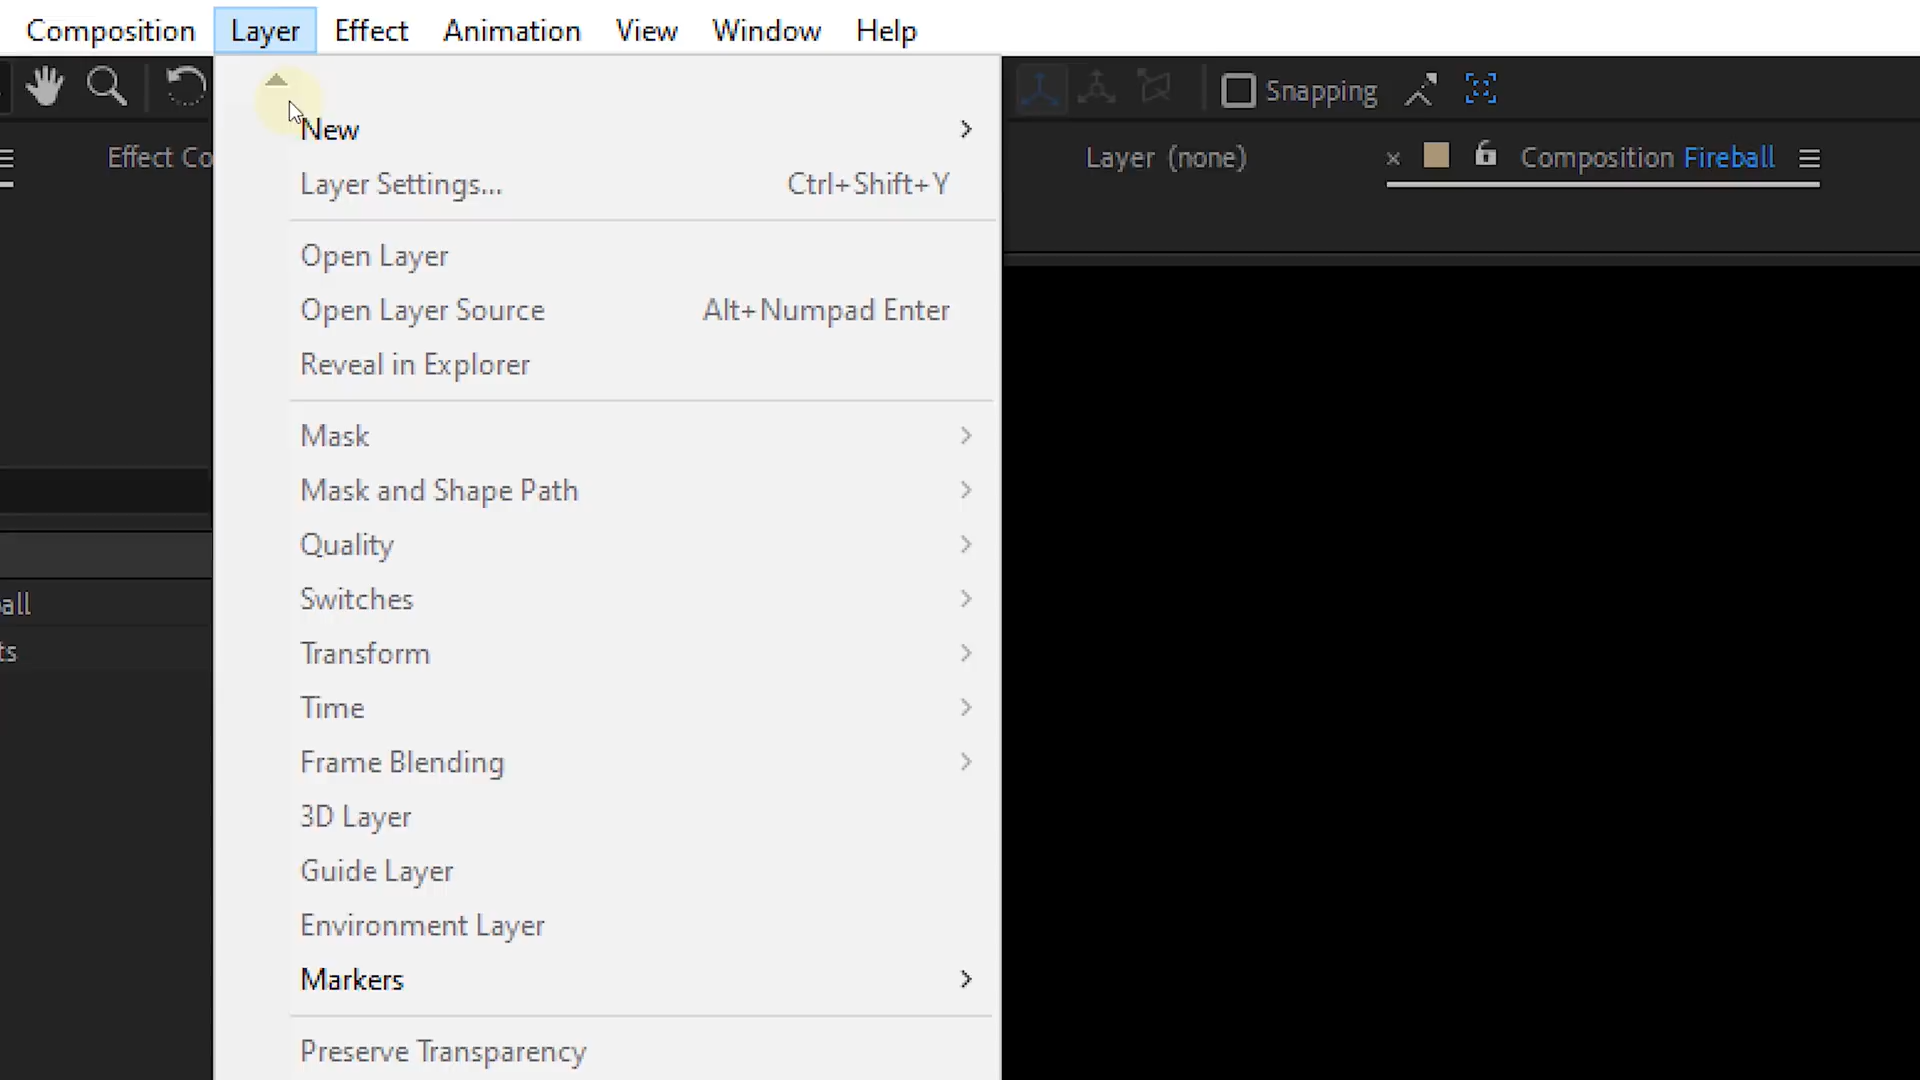 Composition Layer Effect Animation View Window Help
Snapping
Effect Co
Layer (none)
× Composition Fireball
New
Layer Settings... Ctrl+Shift+Y
Open Layer
Open Layer Source Alt+Numpad Enter
Reveal in Explorer
Mask
Mask and Shape Path
Quality
Switches
all
Transform
ts
Time
Frame Blending
3D Layer
Guide Layer
Environment Layer
Markers
Preserve Transparency